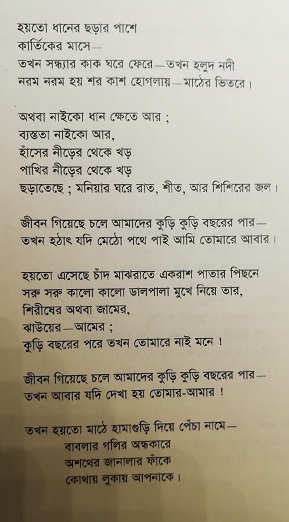 হয়তো ধানের ছড়ার পাশে
কার্তিকের মাসে—
তখন সন্ধ্যার কাক ঘরে ফেরে—তখন হলুদ নদী
নরম নরম হয় শর কাশ হোগলায়—মাঠের ভিতরে।
অথবা নাইকো ধান ক্ষেতে আর;
ব্যস্ততা নাইকো আর,
হাঁসের নীড়ের থেকে খড়
পাখির নীড়ের থেকে খড়
ছড়াতেছে; মনিয়ার ঘরে রাত, শীত, আর শিশিরের জল।
জীবন গিয়েছে চলে আমাদের কুড়ি কুড়ি বছরের পার—
তখন হঠাৎ যদি মেঠো পথে পাই আমি তোমারে আবার।
হয়তো এসেছে চাঁদ মাঝরাতে একরাশ পাতার পিছনে
সরু সরু কালো কালো ডালপালা মুখে নিয়ে তার,
শিরীষের অথবা জামের,
ঝাউয়ের—আমের;
কুড়ি বছরের পরে তখন তোমারে নাই মনে!
জীবন গিয়েছে চলে আমাদের কুড়ি কুড়ি বছরের পার—
তখন আবার যদি দেখা হয় তোমার-আমার!
তখন হয়তো মাঠে হামাগুড়ি দিয়ে পেঁচা নামে—
বাবলার গলির অন্ধকারে
অশথের জানালার ফাঁকে
কোথায় লুকায় আপনাকে।